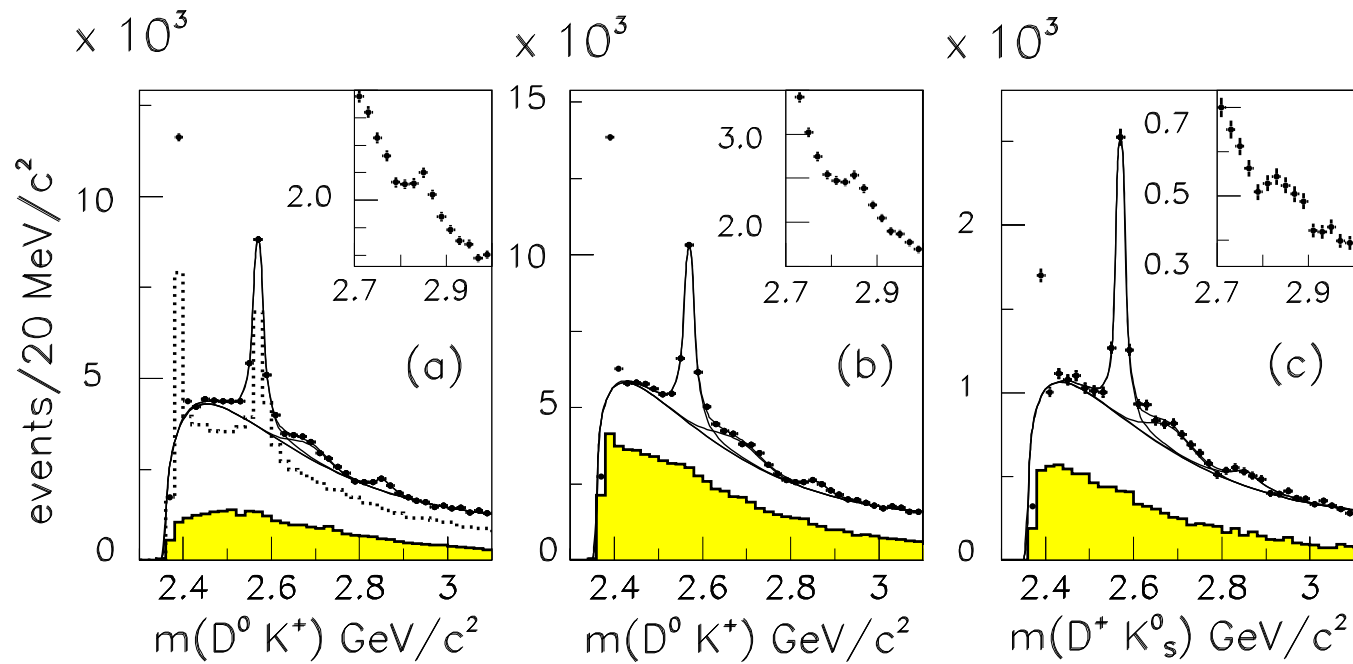 x 10³ x 10³ x 10³
events/20 MeV/c²
10
5
0
2.0
2.7 2.9
(a)
2.4 2.6 2.8 3
m(D⁰ K⁺) GeV/c²
15
10
5
0
3.0
2.0
2.7 2.9
(b)
2.4 2.6 2.8 3
m(D⁰ K⁺) GeV/c²
2
1
0
0.7
0.5
0.3
2.7 2.9
(c)
2.4 2.6 2.8 3
m(D⁺ K⁰s) GeV/c²